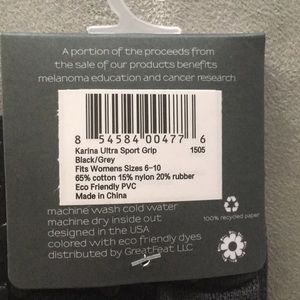 A portion of the proceeds from
the sale of our products benefits
melanoma education and cancer research
8 54584 00477 6
Karina Ultra Sport Grip 1505
Black/Grey
Fits Womens Sizes 6-10
65% cotton 15% nylon 20% rubber
Eco Friendly PVC
Made in China
100% recycled paper
machine wash cold water
machine dry inside out
designed in the USA
colored with eco friendly dyes
distributed by GreatFeat LLC